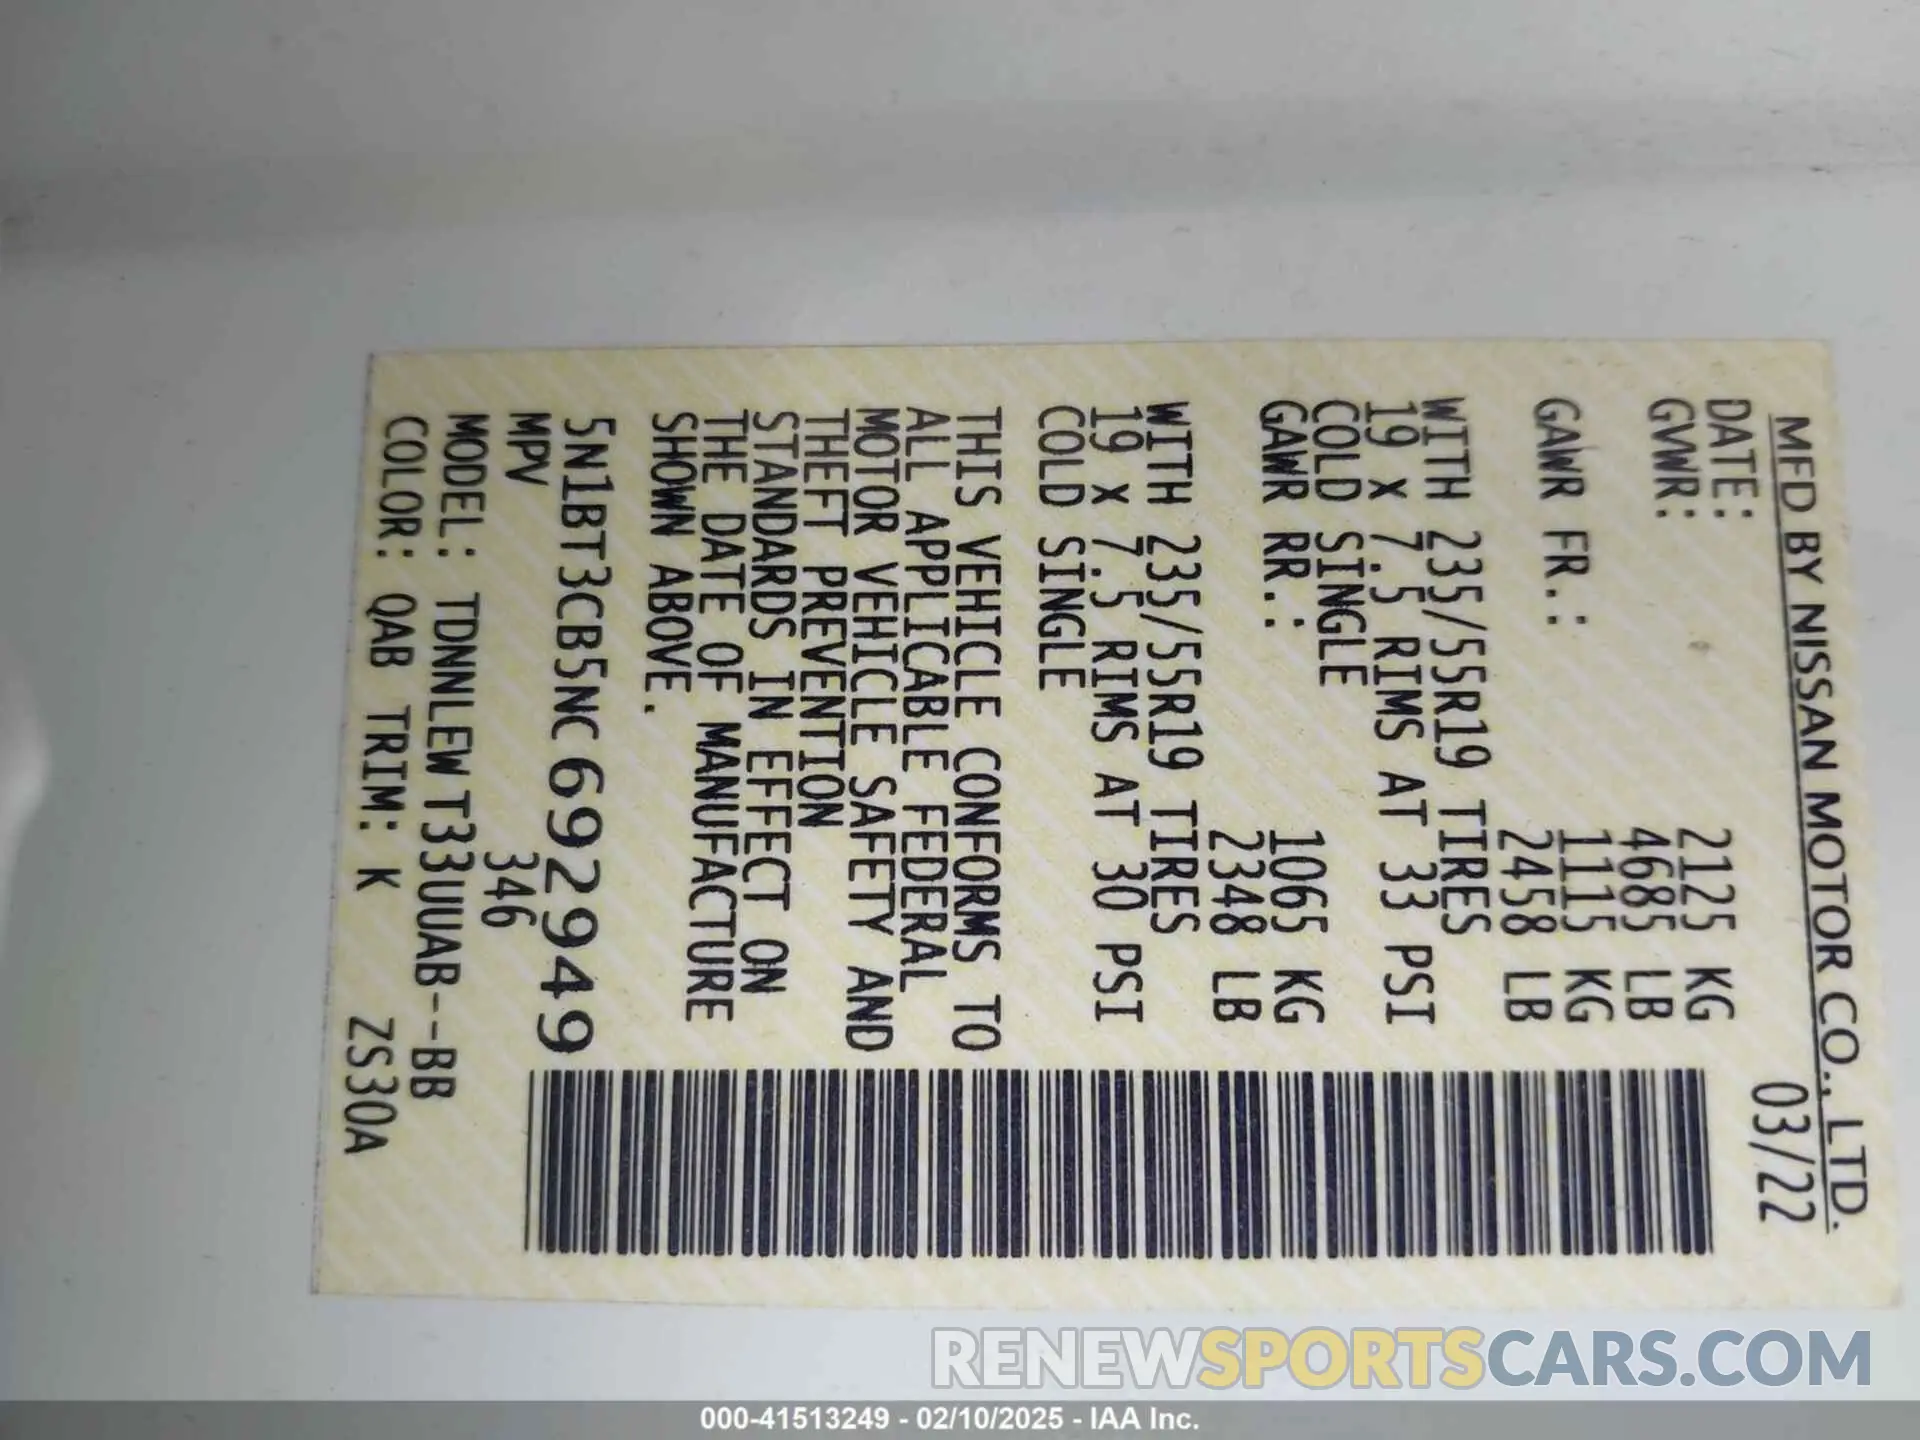 MFD BY NISSAN MOTOR CO., LTD.
DATE: 03/22
GVWR: 2125 KG
4685 LB
GAWR FR.: 1115 KG
2458 LB
WITH 235/55R19 TIRES
19 X 7.5 RIMS AT 33 PSI
COLD SINGLE
GAWR RR.: 1065 KG
2348 LB
WITH 235/55R19 TIRES
19 X 7.5 RIMS AT 30 PSI
COLD SINGLE
THIS VEHICLE CONFORMS TO
ALL APPLICABLE FEDERAL
MOTOR VEHICLE SAFETY AND
THEFT PREVENTION
STANDARDS IN EFFECT ON
THE DATE OF MANUFACTURE
SHOWN ABOVE.
5N1BT3CB5NC692949
MPV 346
MODEL: TDNNLEWT33UUAB--BB
COLOR: QAB TRIM: K ZS30A
RENEWSPORTSCARS.COM
000-41513249 - 02/10/2025 - IAA Inc.